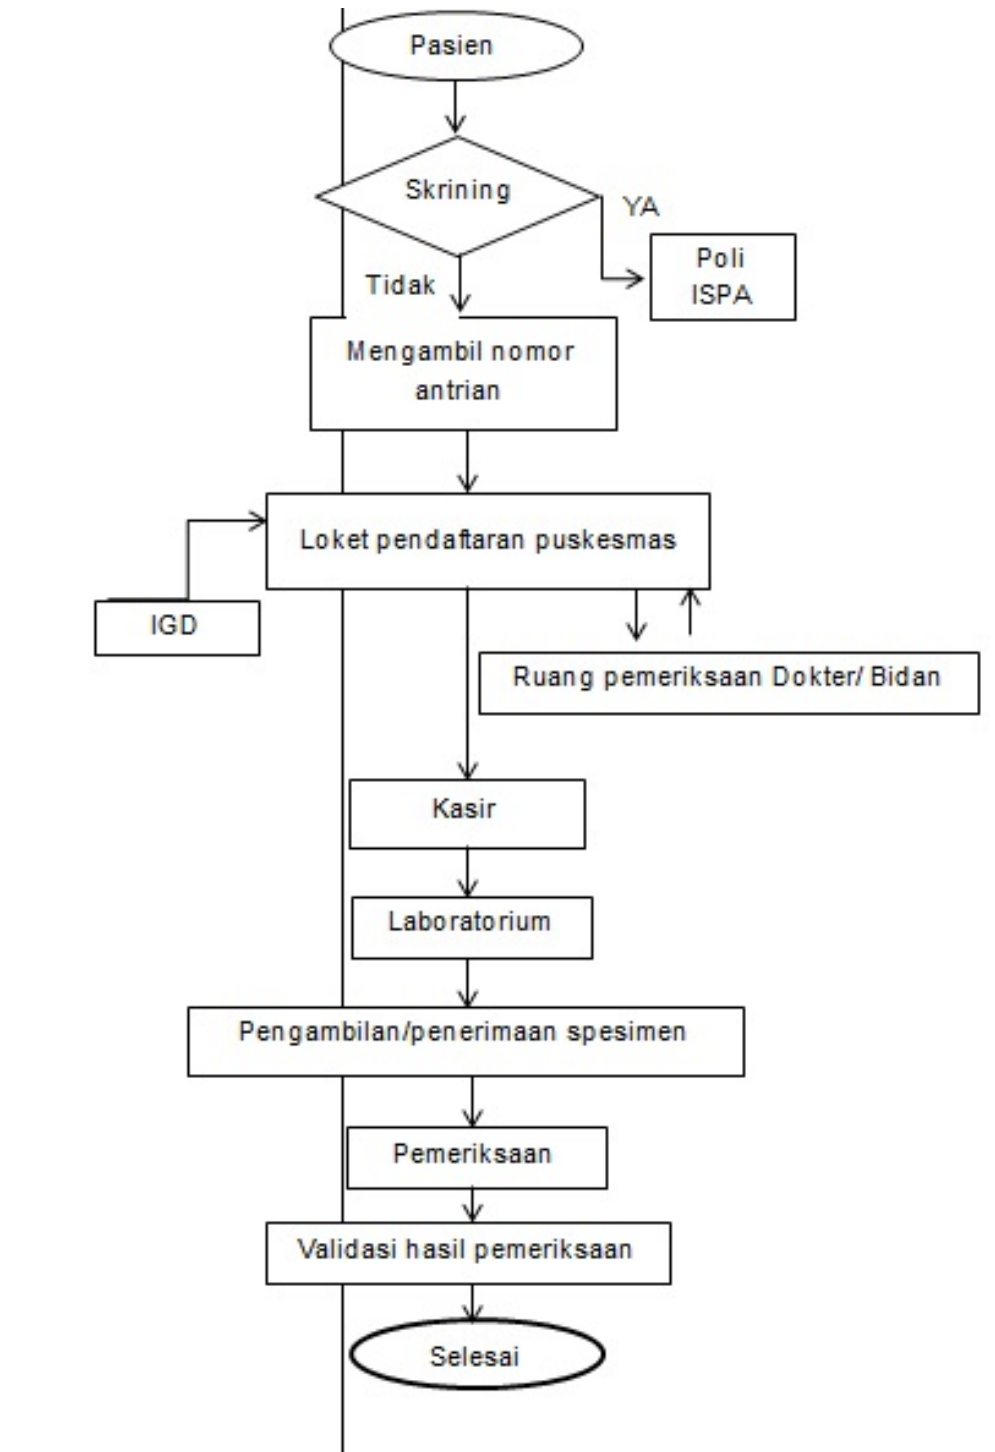 Pasien
Skrining
YA
Poli
ISPA
Tidak
Mengambil nomor
antrian
Loket pendaftaran puskesmas
IGD
Ruang pemeriksaan Dokter/ Bidan
Kasir
Laboratorium
Pengambilan/penerimaan spesimen
Pemeriksaan
Validasi hasil pemeriksaan
Selesai